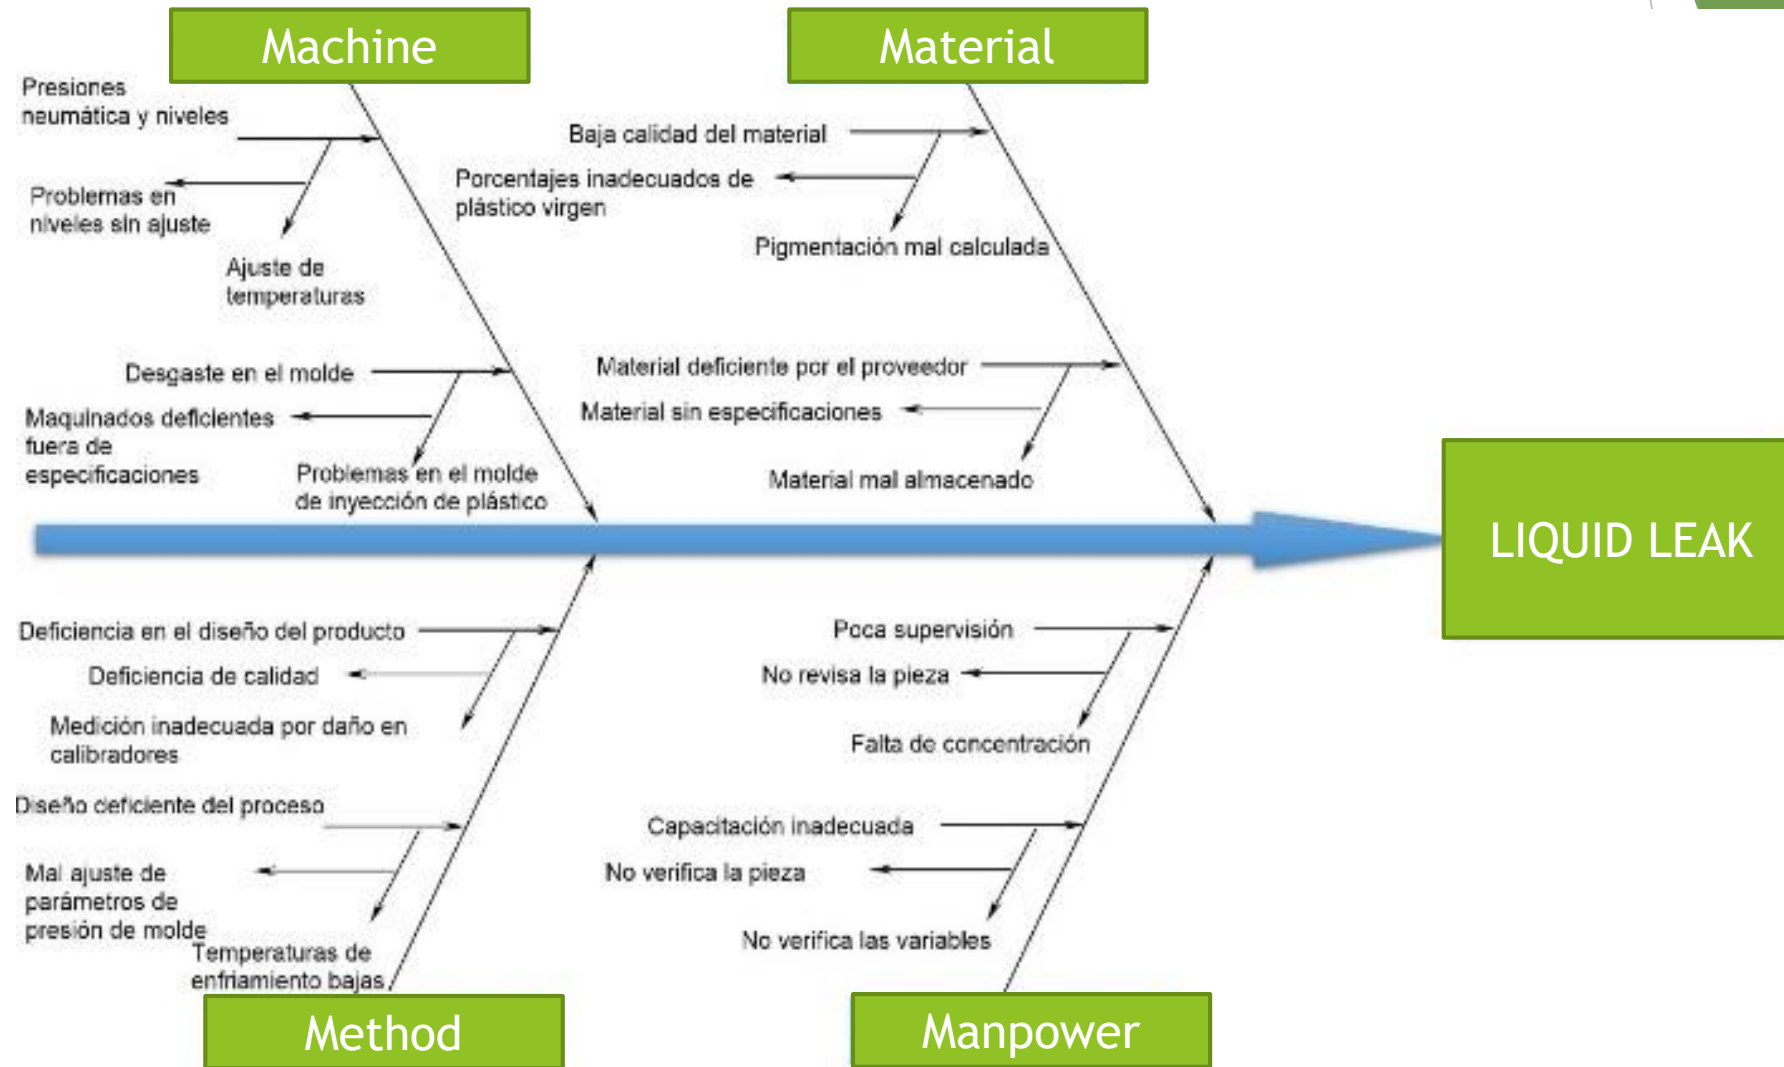 Machine
Material
Presiones
neumática y niveles
Problemas en
niveles sin ajuste
Ajuste de
temperaturas
Desgaste en el molde
Maquinados deficientes
fuera de
especificaciones
Problemas en el molde
de inyección de plástico
Baja calidad del material
Porcentajes inadecuados de
plástico virgen
Pigmentación mal calculada
Material deficiente por el proveedor
Material sin especificaciones
Material mal almacenado
LIQUID LEAK
Deficiencia en el diseño del producto
Deficiencia de calidad
Medición inadecuada por daño en
calibradores
Diseño deficiente del proceso
Mal ajuste de
parámetros de
presión de molde
Temperaturas de
enfriamiento bajas
Poca supervisión
No revisa la pieza
Falta de concentración
Capacitación inadecuada
No verifica la pieza
No verifica las variables
Method
Manpower